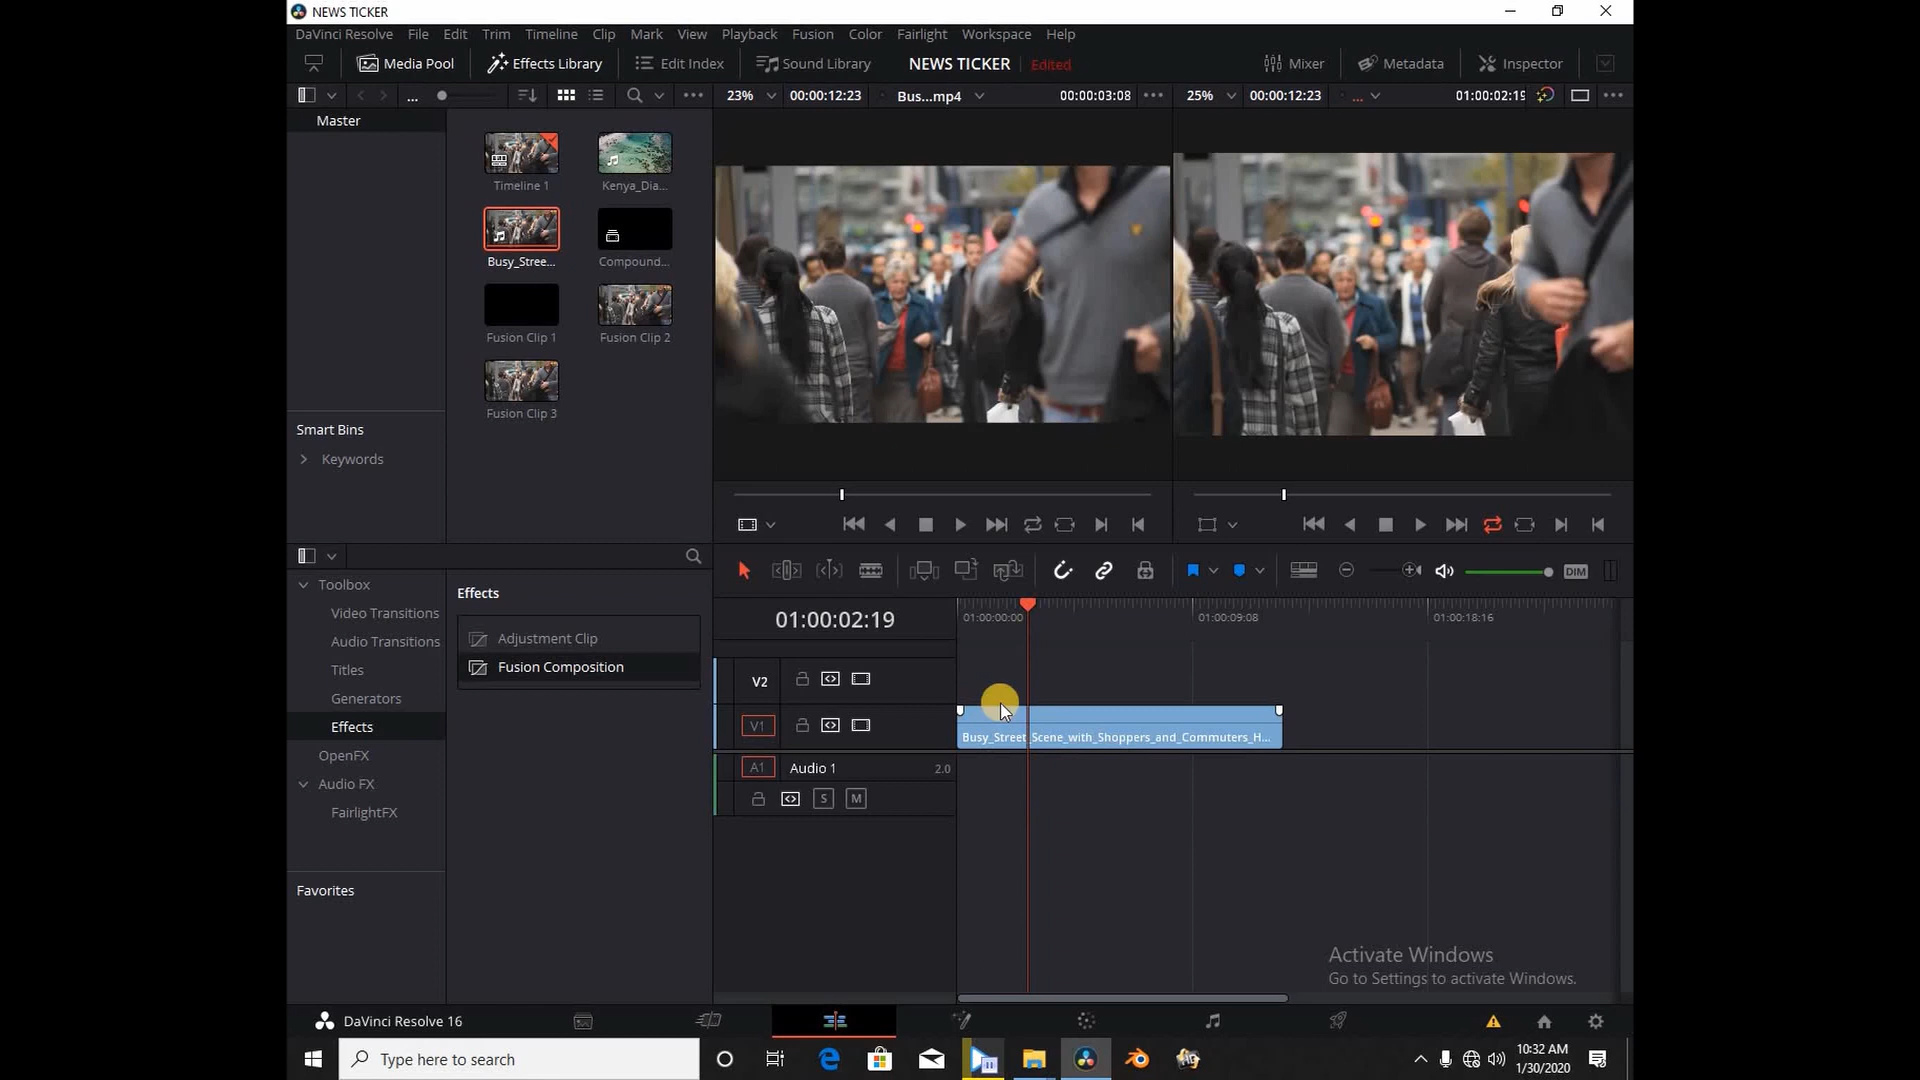 NEWS TICKER
DaVinci Resolve File Edit Trim Timeline Clip Mark View Playback Fusion Color Fairlight Workspace Help
Media Pool Effects Library Edit Index Sound Library NEWS TICKER Edited Mixer Metadata Inspector
... 23% 00:00:12:23 Bus...mp4 00:00:03:08 25% 00:00:12:23 ... 01:00:02:19
Master
Timeline 1 Kenya_Dia...
Busy_Stree... Compound...
Fusion Clip 1 Fusion Clip 2
Fusion Clip 3
Smart Bins
Keywords
Toolbox
Video Transitions
Audio Transitions
Titles
Generators
Effects
OpenFX
Audio FX
FairlightFX
Favorites
Effects
Adjustment Clip
Fusion Composition
DIM
01:00:02:19 01:00:00:00 01:00:09:08 01:00:18:16
V2
V1 Busy_Street_Scene_with_Shoppers_and_Commuters_H...
A1 Audio 1 2.0
S M
Activate Windows
Go to Settings to activate Windows.
DaVinci Resolve 16
Type here to search
10:32 AM
1/30/2020